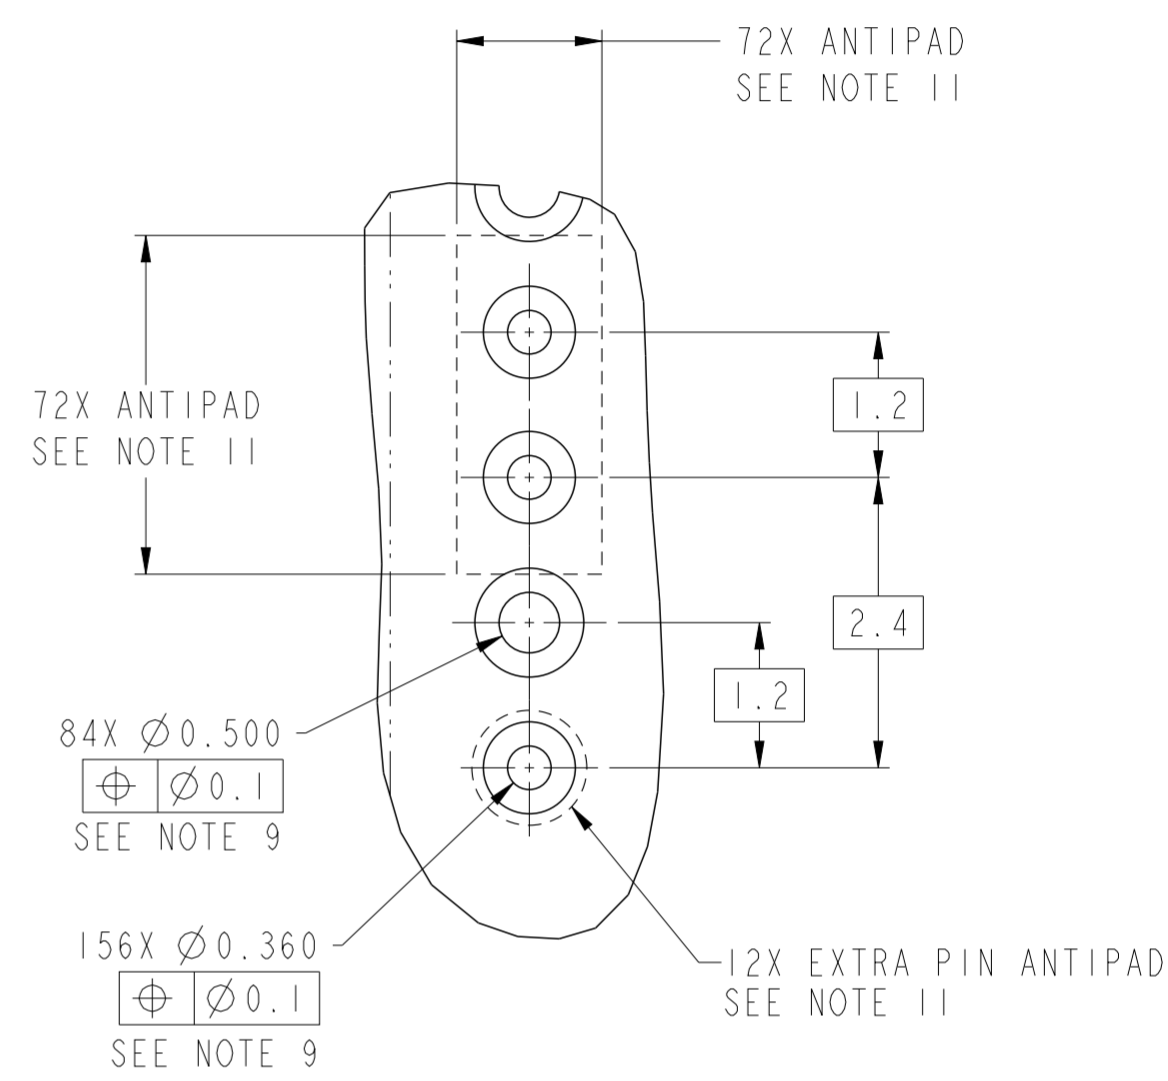 72X ANTIPAD
SEE NOTE 11
72X ANTIPAD
SEE NOTE 11
1.2
2.4
1.2
84X ∅0.500
⌖ ∅0.1
SEE NOTE 9
156X ∅0.360
⌖ ∅0.1
SEE NOTE 9
12X EXTRA PIN ANTIPAD
SEE NOTE 11